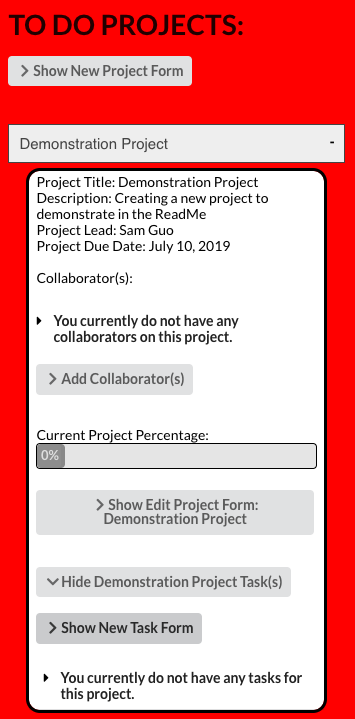 TO DO PROJECTS:
Show New Project Form
Demonstration Project -
Project Title: Demonstration Project
Description: Creating a new project to
demonstrate in the ReadMe
Project Lead: Sam Guo
Project Due Date: July 10, 2019
Collaborator(s):
You currently do not have any
collaborators on this project.
Add Collaborator(s)
Current Project Percentage:
0%
Show Edit Project Form:
Demonstration Project
Hide Demonstration Project Task(s)
Show New Task Form
You currently do not have any tasks for
this project.